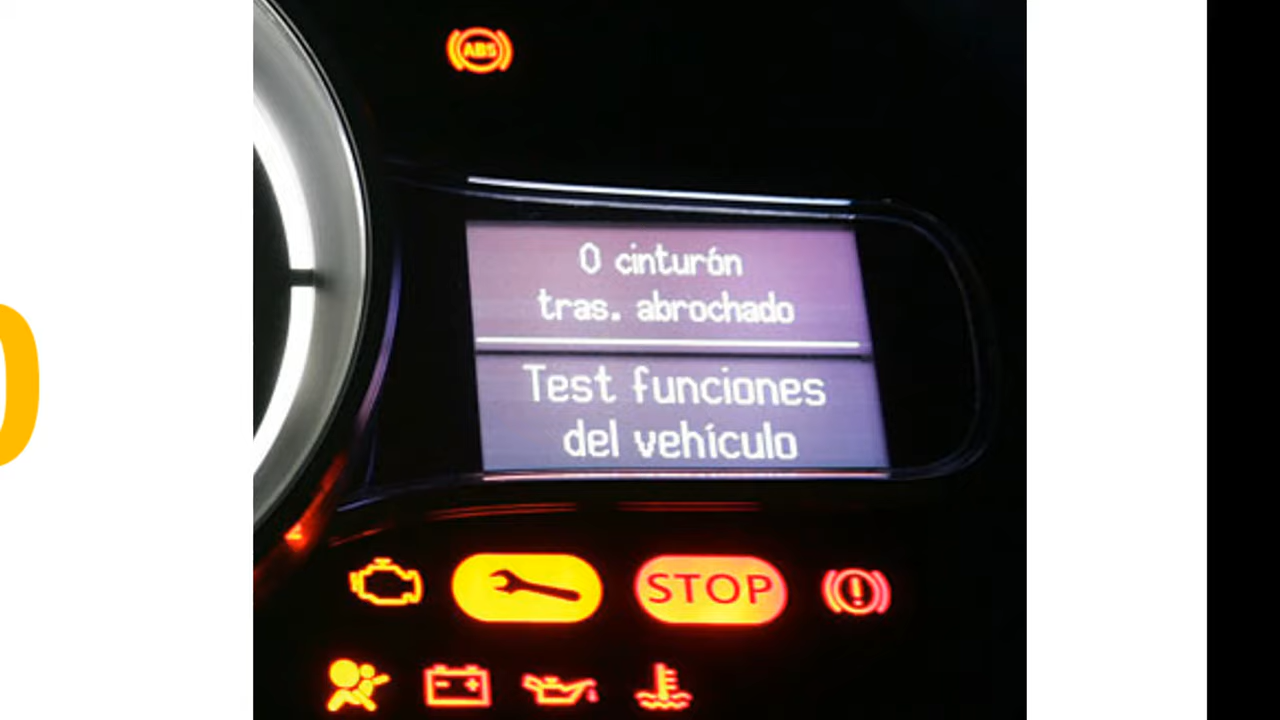 ABS
0 cinturón
tras. abrochado
Test funciones
del vehículo
STOP